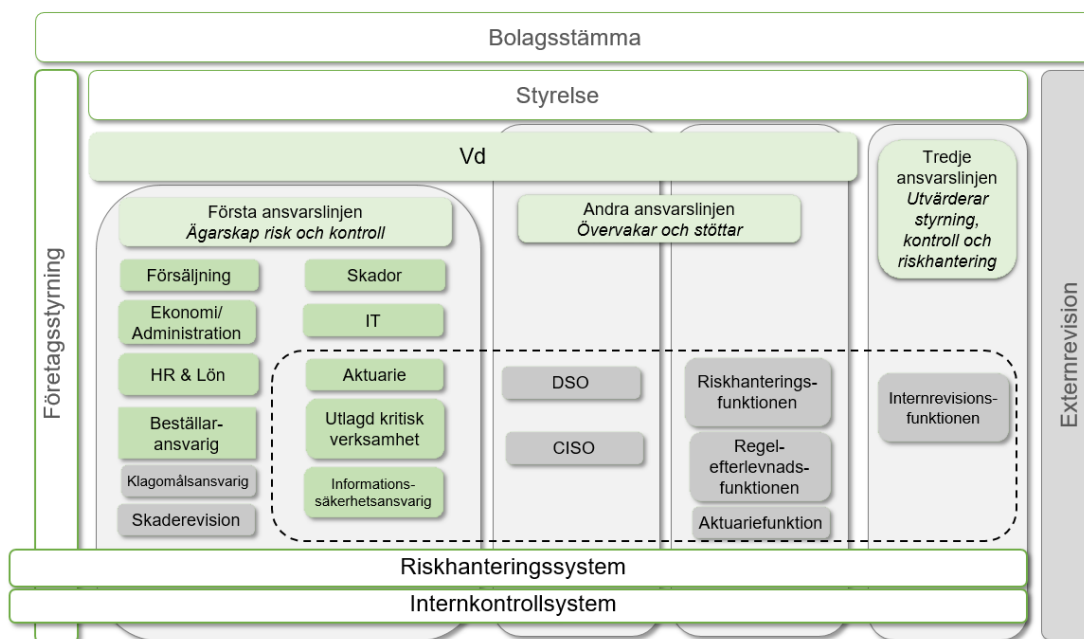 Bolagsstämma
Företagsstyrning
Styrelse
Vd
Första ansvarslinjen
Ägarskap risk och kontroll
Försäljning
Ekonomi/
Administration
HR & Lön
Beställar-
ansvarig
Klagomålsansvarig
Skaderevision
Skador
IT
Aktuarie
Utlagd kritisk
verksamhet
Informations-
säkerhetsansvarig
Andra ansvarslinjen
Övervakar och stöttar
DSO
CISO
Riskhanterings-
funktionen
Regel-
efterlevnads-
funktionen
Aktuariefunktion
Tredje
ansvarslinjen
Utvärderar
styrning,
kontroll och
riskhantering
Internrevisions-
funktionen
Externrevision
Riskhanteringssystem
Internkontrollsystem